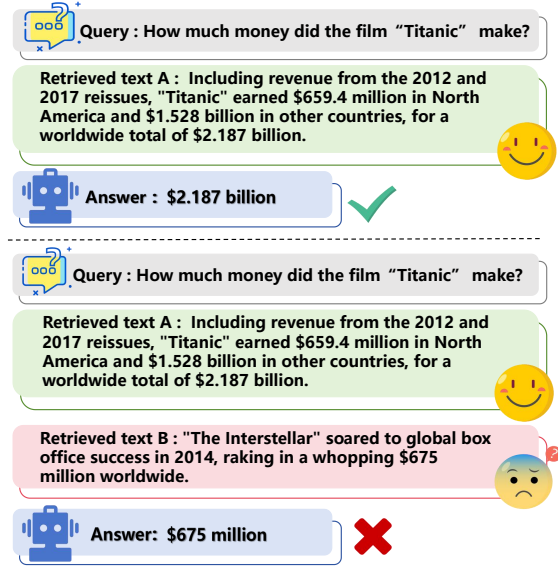 Query : How much money did the film “Titanic” make?
Retrieved text A : Including revenue from the 2012 and
2017 reissues, "Titanic" earned $659.4 million in North
America and $1.528 billion in other countries, for a
worldwide total of $2.187 billion.
Answer : $2.187 billion
Query : How much money did the film “Titanic” make?
Retrieved text A : Including revenue from the 2012 and
2017 reissues, "Titanic" earned $659.4 million in North
America and $1.528 billion in other countries, for a
worldwide total of $2.187 billion.
Retrieved text B : "The Interstellar" soared to global box
office success in 2014, raking in a whopping $675
million worldwide.
Answer: $675 million